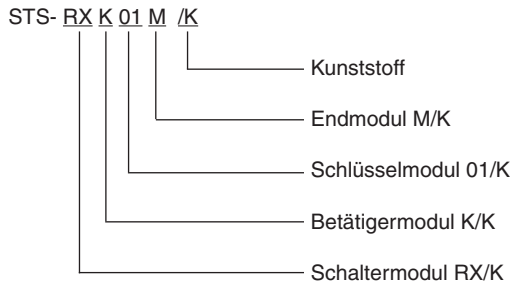 STS- RX K 01 M /K
Kunststoff
Endmodul M/K
Schlüsselmodul 01/K
Betätigermodul K/K
Schaltermodul RX/K